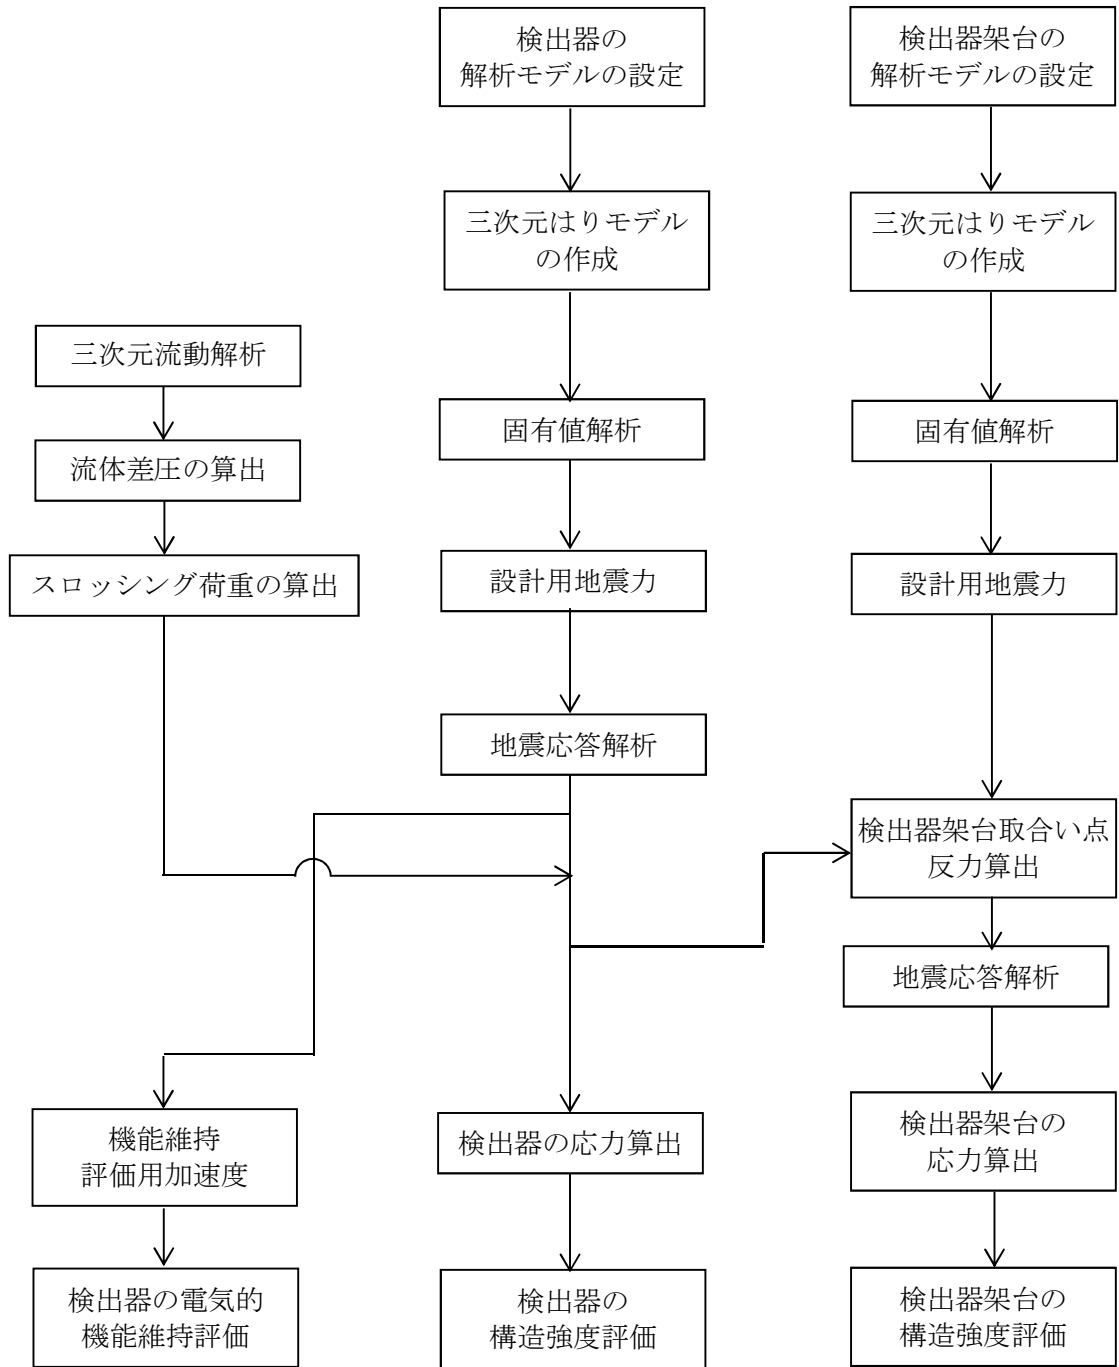 検出器の
解析モデルの設定
検出器架台の
解析モデルの設定
三次元はりモデル
の作成
三次元はりモデル
の作成
三次元流動解析
固有値解析
固有値解析
流体差圧の算出
スロッシング荷重の算出
設計用地震力
設計用地震力
地震応答解析
検出器架台取合い点
反力算出
地震応答解析
機能維持
評価用加速度
検出器の応力算出
検出器架台の
応力算出
検出器の電気的
機能維持評価
検出器の
構造強度評価
検出器架台の
構造強度評価